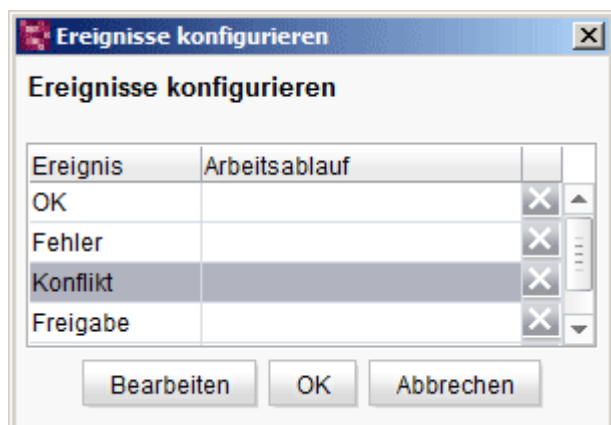 Ereignisse konfigurieren
Ereignisse konfigurieren
Ereignis Arbeitsablauf
OK
Fehler
Konflikt
Freigabe
Bearbeiten OK Abbrechen